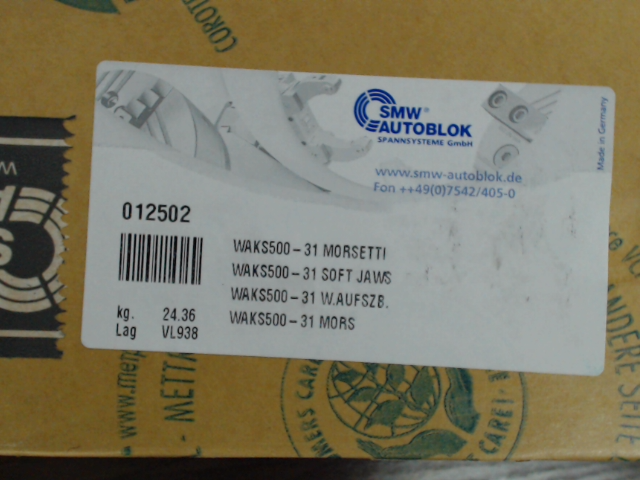 COROTE
SMW®
AUTOBLOK
SPANNSYSTEME GmbH
Made in Germany
www.smw-autoblok.de
Fon ++49(0)7542/405-0
012502
WAKS500-31 MORSETTI
WAKS500-31 SOFT JAWS
WAKS500-31 W.AUFSZB.
WAKS500-31 MORS
kg. 24.36
Lag VL938